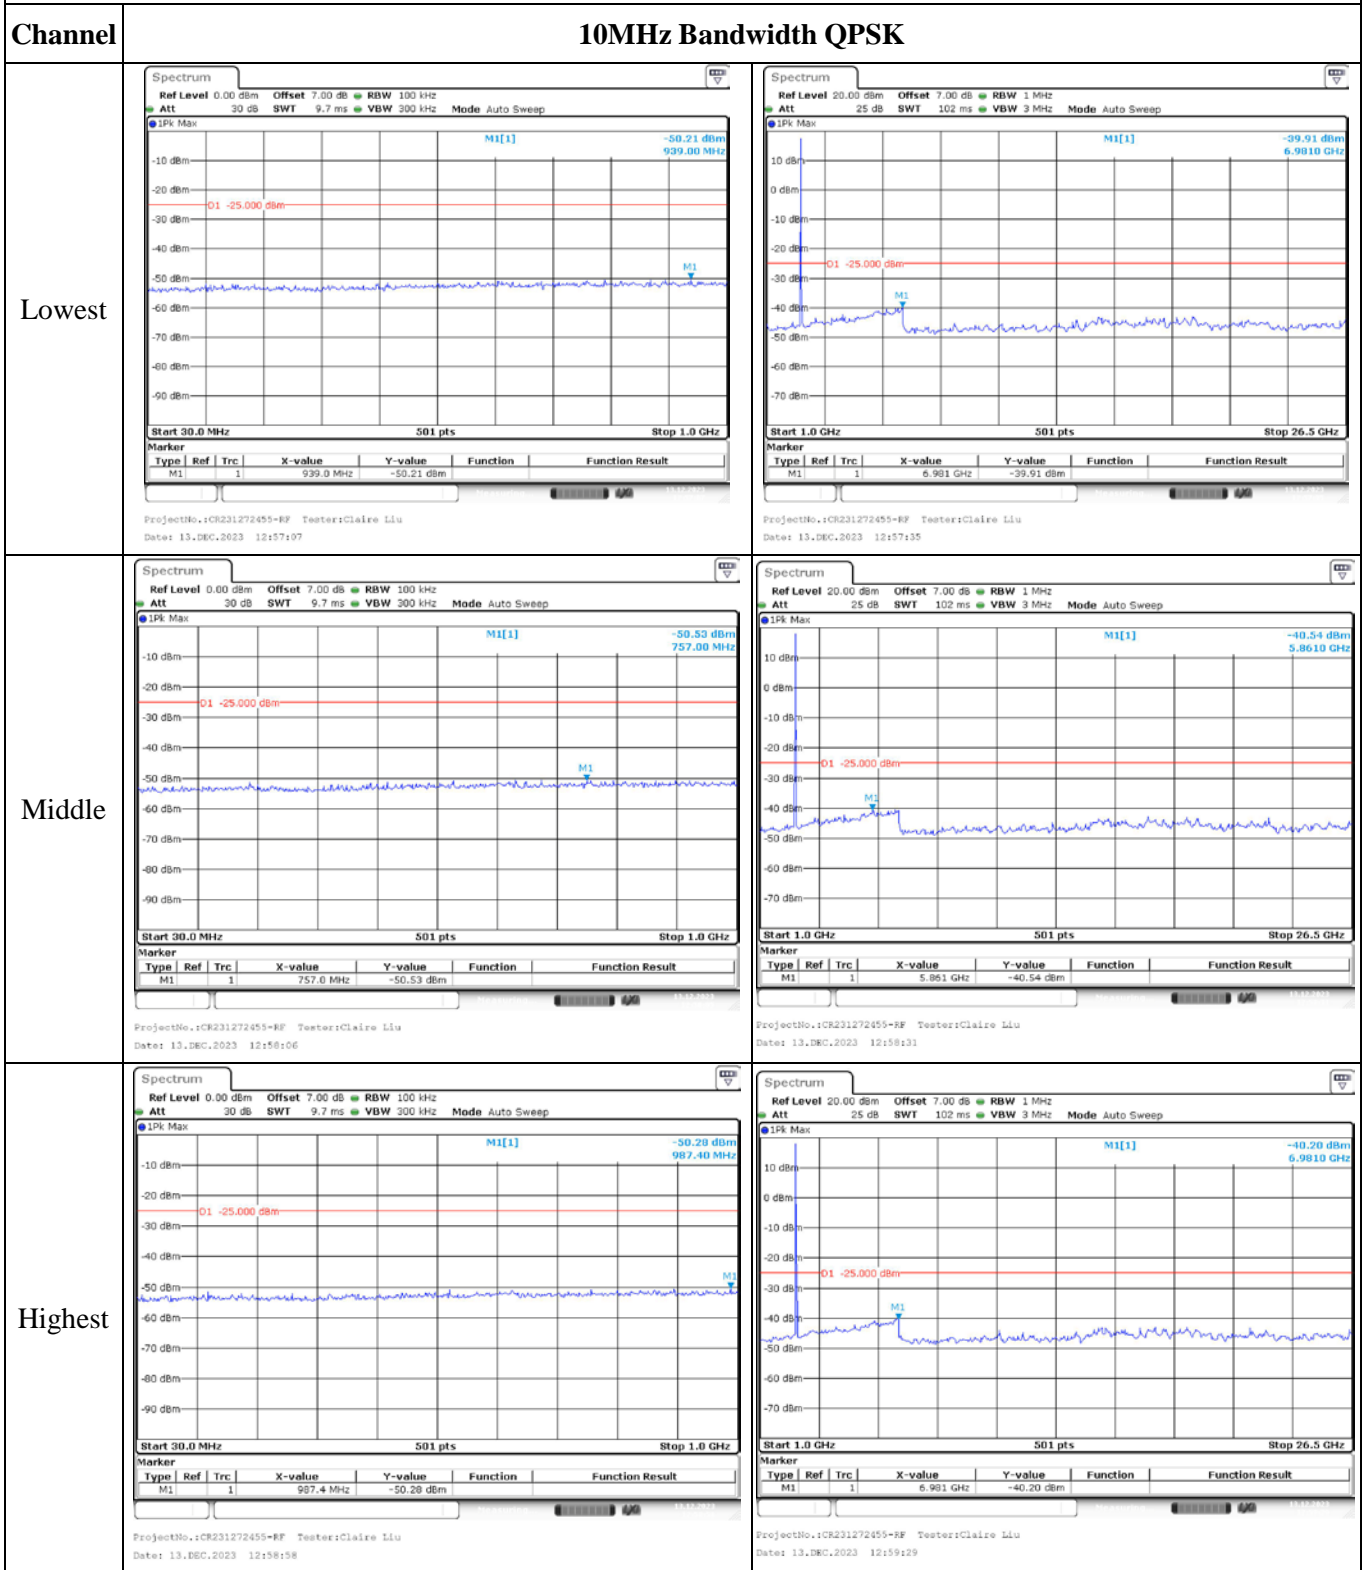 Channel 10MHz Bandwidth QPSK
Lowest
Spectrum
Ref Level 0.00 dBm Offset 7.00 dB RBW 100 kHz
Att 30 dB SWT 9.7 ms VBW 300 kHz Mode Auto Sweep
1Pk Max
M1[1] -50.21 dBm
939.00 MHz
-10 dBm
-20 dBm
D1 -25.000 dBm
-30 dBm
-40 dBm
M1
-50 dBm
-60 dBm
-70 dBm
-80 dBm
-90 dBm
Start 30.0 MHz 501 pts Stop 1.0 GHz
Marker
Type Ref Trc X-value Y-value Function Function Result
M1 1 939.0 MHz -50.21 dBm
ProjectNo.:CR231272455-RF Tester:Claire Liu
Date: 13.DEC.2023 12:57:07
Spectrum
Ref Level 20.00 dBm Offset 7.00 dB RBW 1 MHz
Att 25 dB SWT 102 ms VBW 3 MHz Mode Auto Sweep
1Pk Max
M1[1] -39.91 dBm
6.9810 GHz
10 dBm
0 dBm
-10 dBm
-20 dBm
D1 -25.000 dBm
-30 dBm
M1
-40 dBm
-50 dBm
-60 dBm
-70 dBm
Start 1.0 GHz 501 pts Stop 26.5 GHz
Marker
Type Ref Trc X-value Y-value Function Function Result
M1 1 6.981 GHz -39.91 dBm
ProjectNo.:CR231272455-RF Tester:Claire Liu
Date: 13.DEC.2023 12:57:35
Middle
Spectrum
Ref Level 0.00 dBm Offset 7.00 dB RBW 100 kHz
Att 30 dB SWT 9.7 ms VBW 300 kHz Mode Auto Sweep
1Pk Max
M1[1] -50.53 dBm
757.00 MHz
-10 dBm
-20 dBm
D1 -25.000 dBm
-30 dBm
-40 dBm
M1
-50 dBm
-60 dBm
-70 dBm
-80 dBm
-90 dBm
Start 30.0 MHz 501 pts Stop 1.0 GHz
Marker
Type Ref Trc X-value Y-value Function Function Result
M1 1 757.0 MHz -50.53 dBm
ProjectNo.:CR231272455-RF Tester:Claire Liu
Date: 13.DEC.2023 12:58:06
Spectrum
Ref Level 20.00 dBm Offset 7.00 dB RBW 1 MHz
Att 25 dB SWT 102 ms VBW 3 MHz Mode Auto Sweep
1Pk Max
M1[1] -40.54 dBm
5.8610 GHz
10 dBm
0 dBm
-10 dBm
-20 dBm
D1 -25.000 dBm
-30 dBm
M1
-40 dBm
-50 dBm
-60 dBm
-70 dBm
Start 1.0 GHz 501 pts Stop 26.5 GHz
Marker
Type Ref Trc X-value Y-value Function Function Result
M1 1 5.861 GHz -40.54 dBm
ProjectNo.:CR231272455-RF Tester:Claire Liu
Date: 13.DEC.2023 12:58:31
Highest
Spectrum
Ref Level 0.00 dBm Offset 7.00 dB RBW 100 kHz
Att 30 dB SWT 9.7 ms VBW 300 kHz Mode Auto Sweep
1Pk Max
M1[1] -50.28 dBm
987.40 MHz
-10 dBm
-20 dBm
D1 -25.000 dBm
-30 dBm
-40 dBm
M1
-50 dBm
-60 dBm
-70 dBm
-80 dBm
-90 dBm
Start 30.0 MHz 501 pts Stop 1.0 GHz
Marker
Type Ref Trc X-value Y-value Function Function Result
M1 1 987.4 MHz -50.28 dBm
ProjectNo.:CR231272455-RF Tester:Claire Liu
Date: 13.DEC.2023 12:58:58
Spectrum
Ref Level 20.00 dBm Offset 7.00 dB RBW 1 MHz
Att 25 dB SWT 102 ms VBW 3 MHz Mode Auto Sweep
1Pk Max
M1[1] -40.20 dBm
6.9810 GHz
10 dBm
0 dBm
-10 dBm
-20 dBm
D1 -25.000 dBm
-30 dBm
M1
-40 dBm
-50 dBm
-60 dBm
-70 dBm
Start 1.0 GHz 501 pts Stop 26.5 GHz
Marker
Type Ref Trc X-value Y-value Function Function Result
M1 1 6.981 GHz -40.20 dBm
ProjectNo.:CR231272455-RF Tester:Claire Liu
Date: 13.DEC.2023 12:59:29